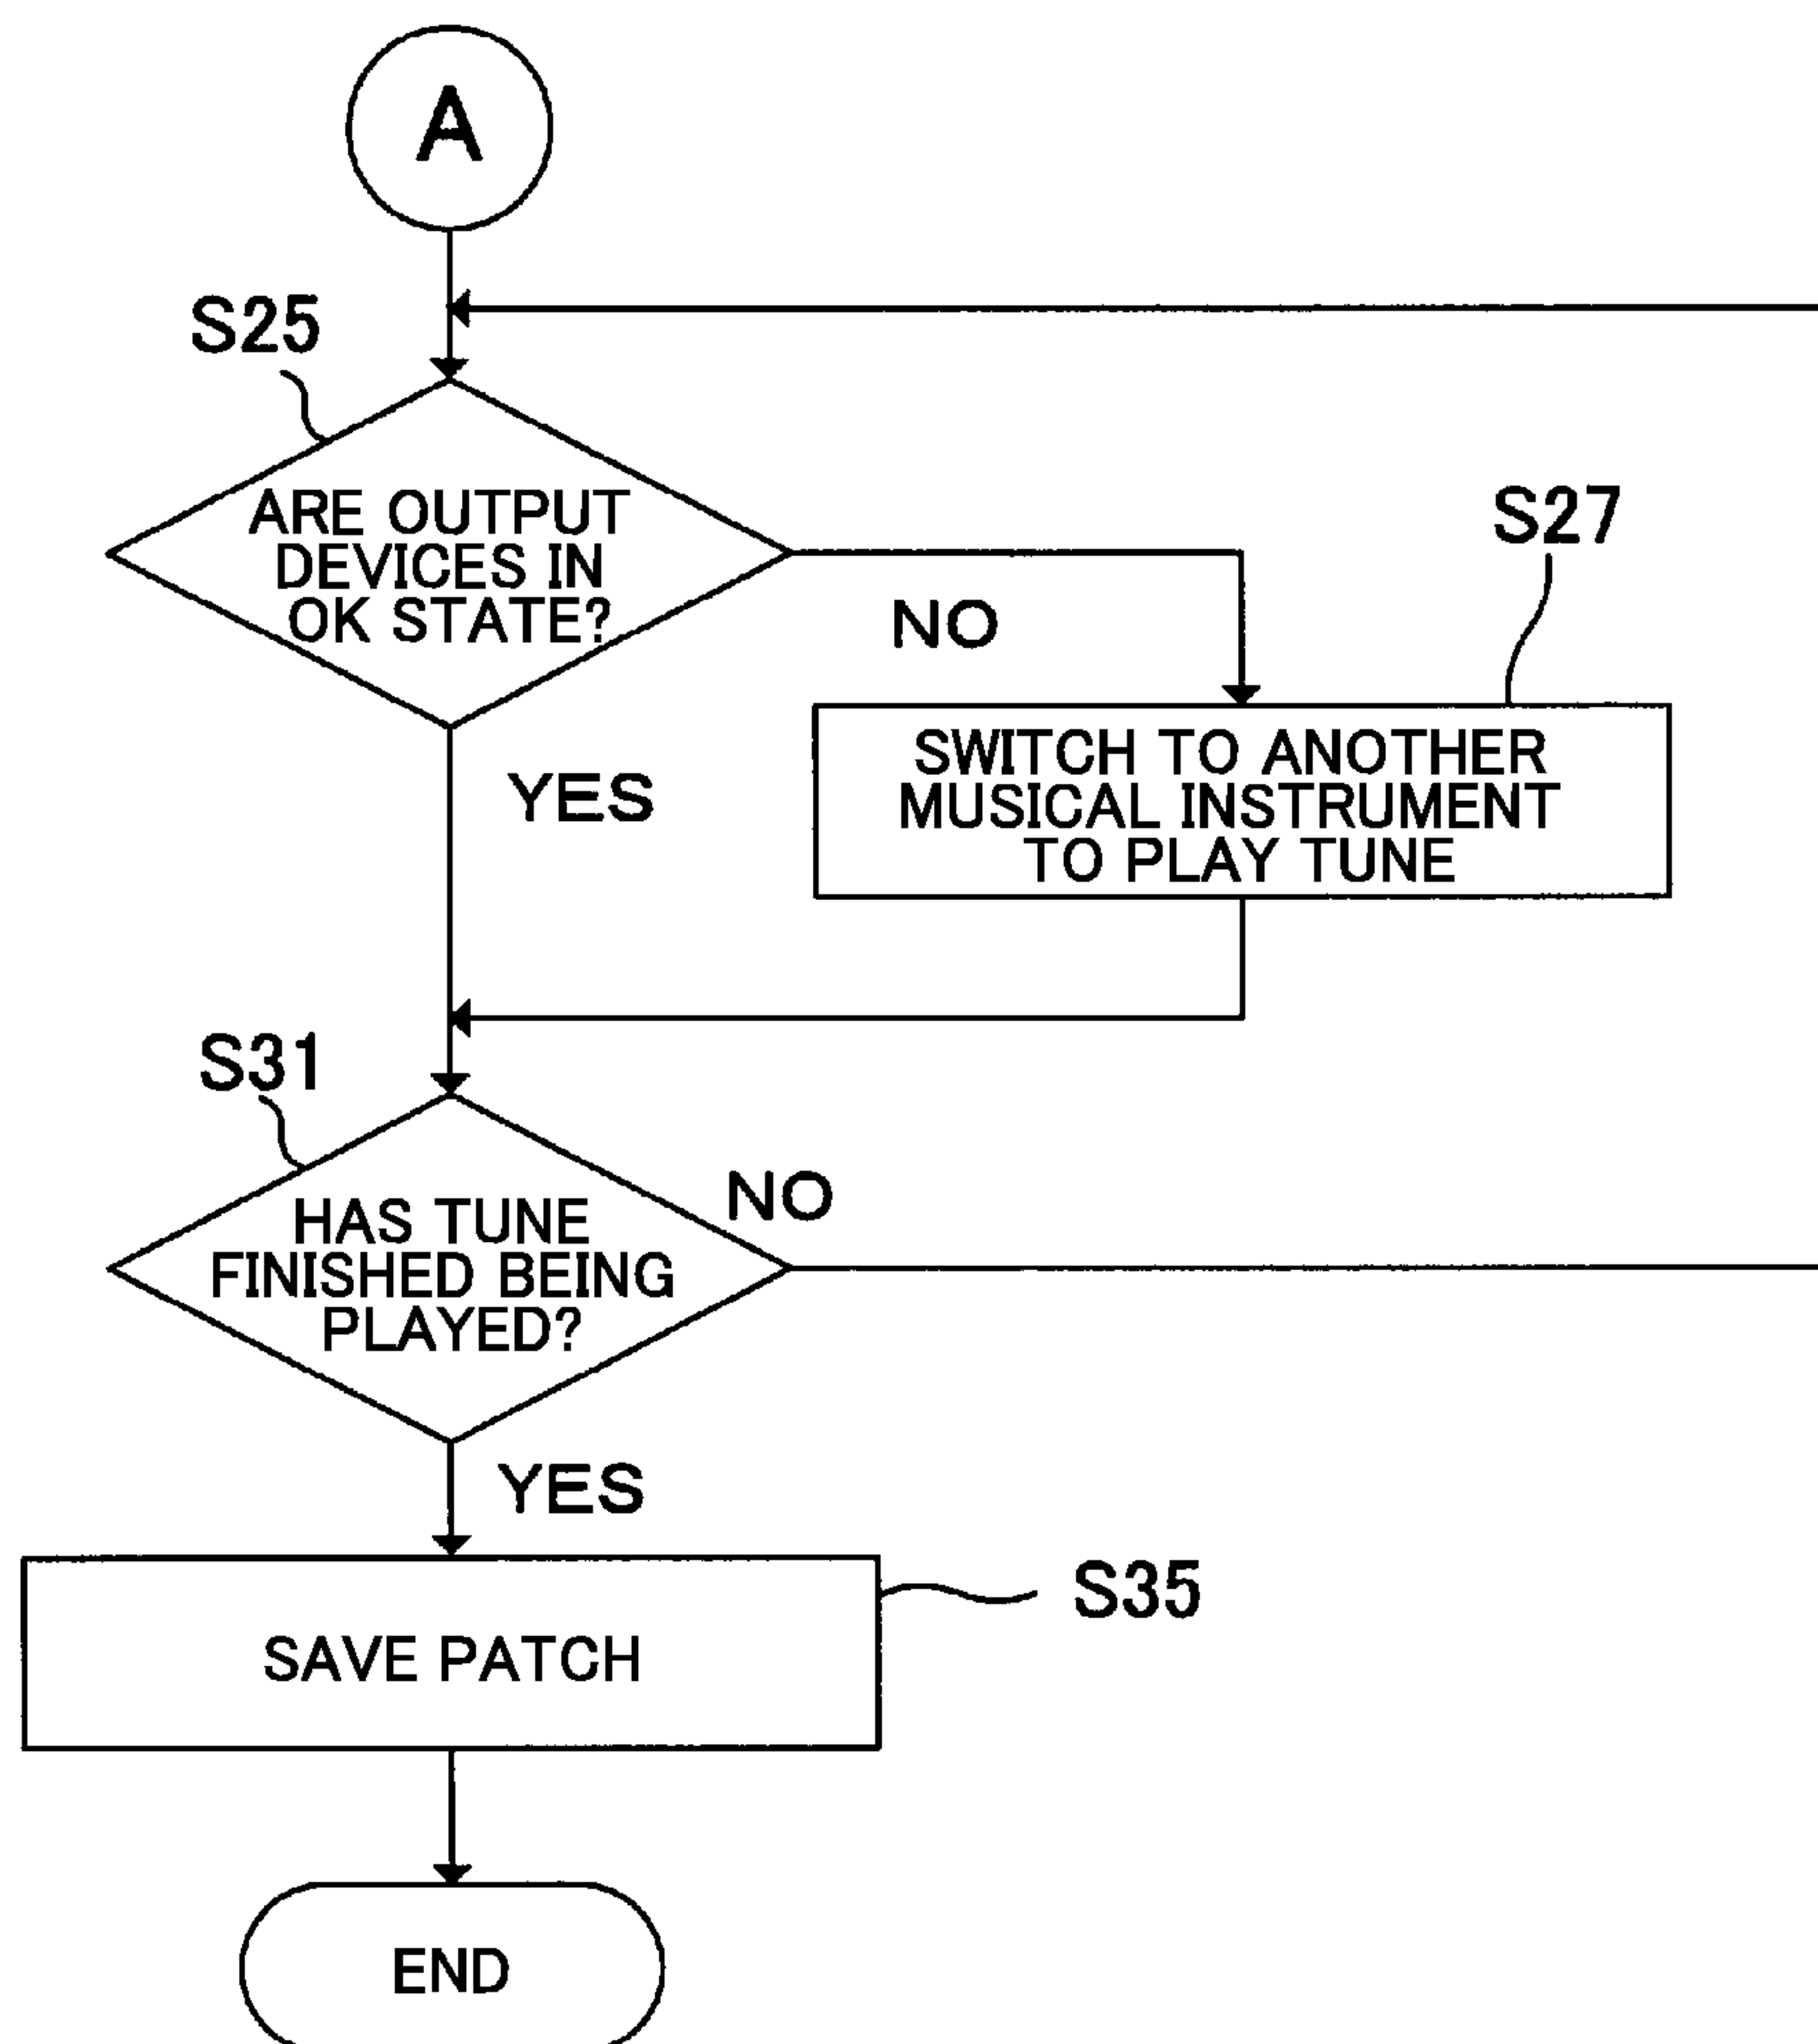 A
S25
ARE OUTPUT
DEVICES IN
OK STATE?
NO
S27
SWITCH TO ANOTHER
MUSICAL INSTRUMENT
TO PLAY TUNE
YES
S31
HAS TUNE
FINISHED BEING
PLAYED?
NO
YES
S35
SAVE PATCH
END